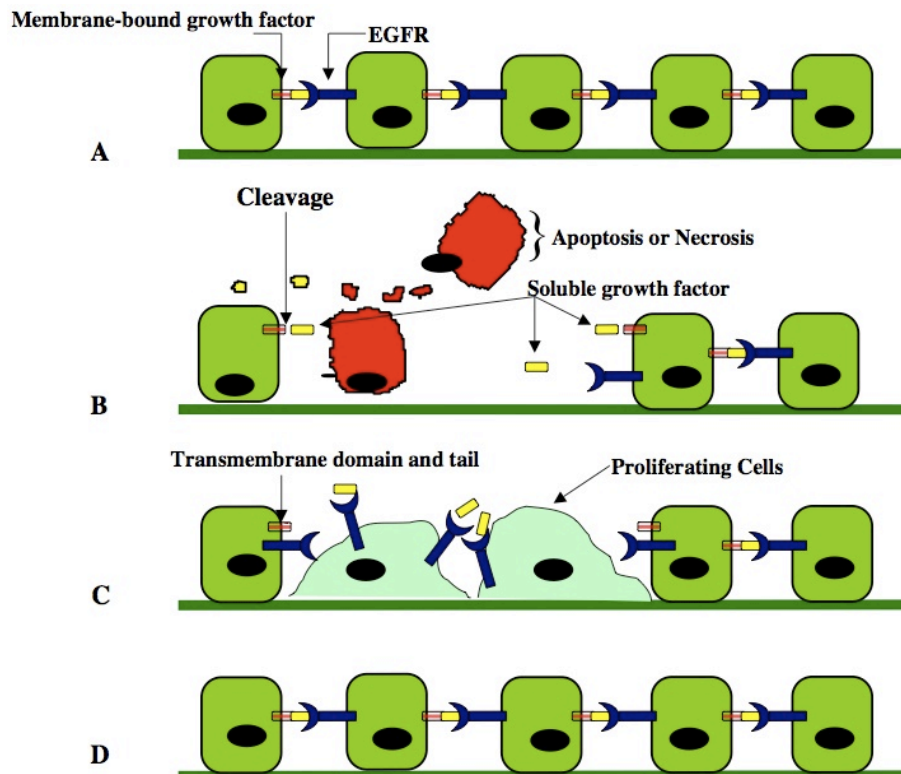 Membrane-bound growth factor
EGFR
A
Cleavage
Apoptosis or Necrosis
Soluble growth factor
B
Transmembrane domain and tail
Proliferating Cells
C
D